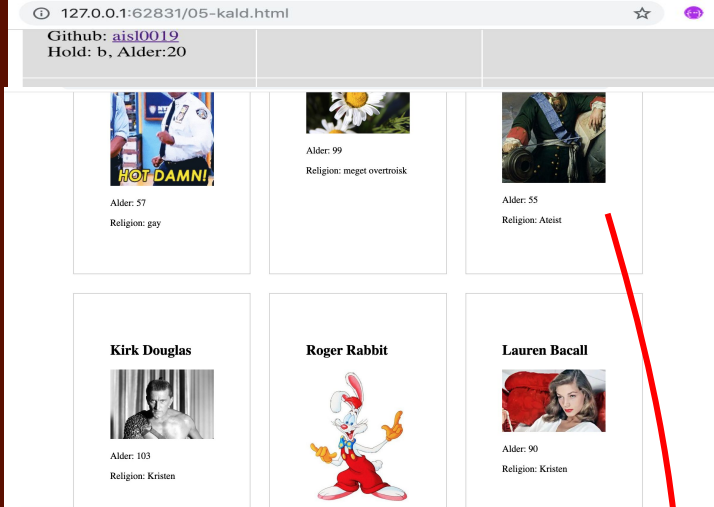 127.0.0.1:62831/05-kald.html
Github: aisl0019
Hold: b, Alder:20
HOT DAMN!
Alder: 57
Religion: gay
Alder: 99
Religion: meget overtroisk
Alder: 55
Religion: Ateist
Kirk Douglas
Alder: 103
Religion: Kristen
Roger Rabbit
Lauren Bacall
Alder: 90
Religion: Kristen